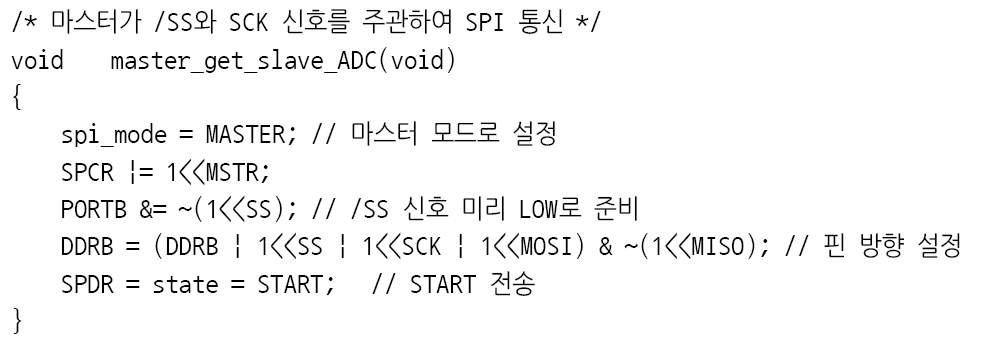 /* 마스터가 /SS와 SCK 신호를 주관하여 SPI 통신 */
void   master_get_slave_ADC(void)
{
    spi_mode = MASTER; // 마스터 모드로 설정
    SPCR |= 1<<MSTR;
    PORTB &= ~(1<<SS); // /SS 신호 미리 LOW로 준비
    DDRB = (DDRB | 1<<SS | 1<<SCK | 1<<MOSI) & ~(1<<MISO); // 핀 방향 설정
    SPDR = state = START;   // START 전송
}